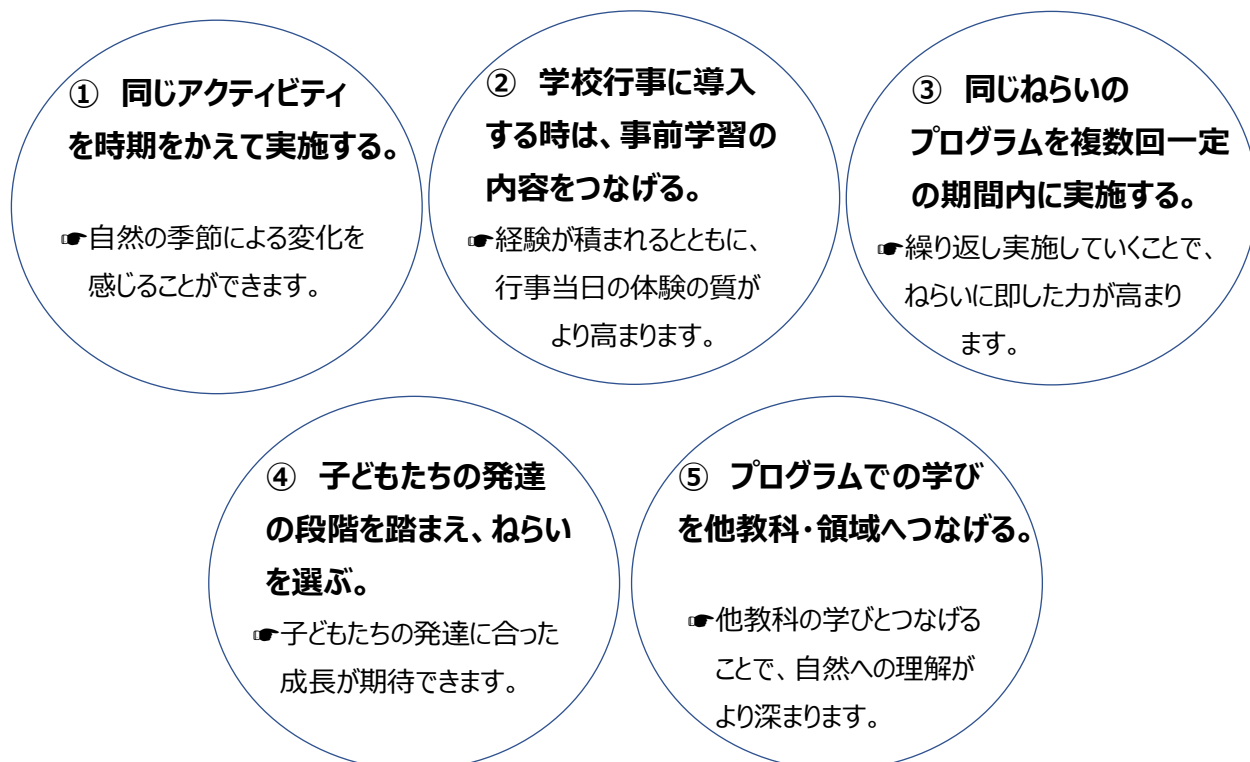 ① 同じアクティビティ
を時期をかえて実施する。
☛自然の季節による変化を
感じることができます。
② 学校行事に導入
する時は、事前学習の
内容をつなげる。
☛経験が積まれるとともに、
行事当日の体験の質が
より高まります。
③ 同じねらいの
プログラムを複数回一定
の期間内に実施する。
☛繰り返し実施していくことで、
ねらいに即した力が高まり
ます。
④ 子どもたちの発達
の段階を踏まえ、ねらい
を選ぶ。
☛子どもたちの発達に合った
成長が期待できます。
⑤ プログラムでの学び
を他教科・領域へつなげる。
☛他教科の学びとつなげる
ことで、自然への理解が
より深まります。